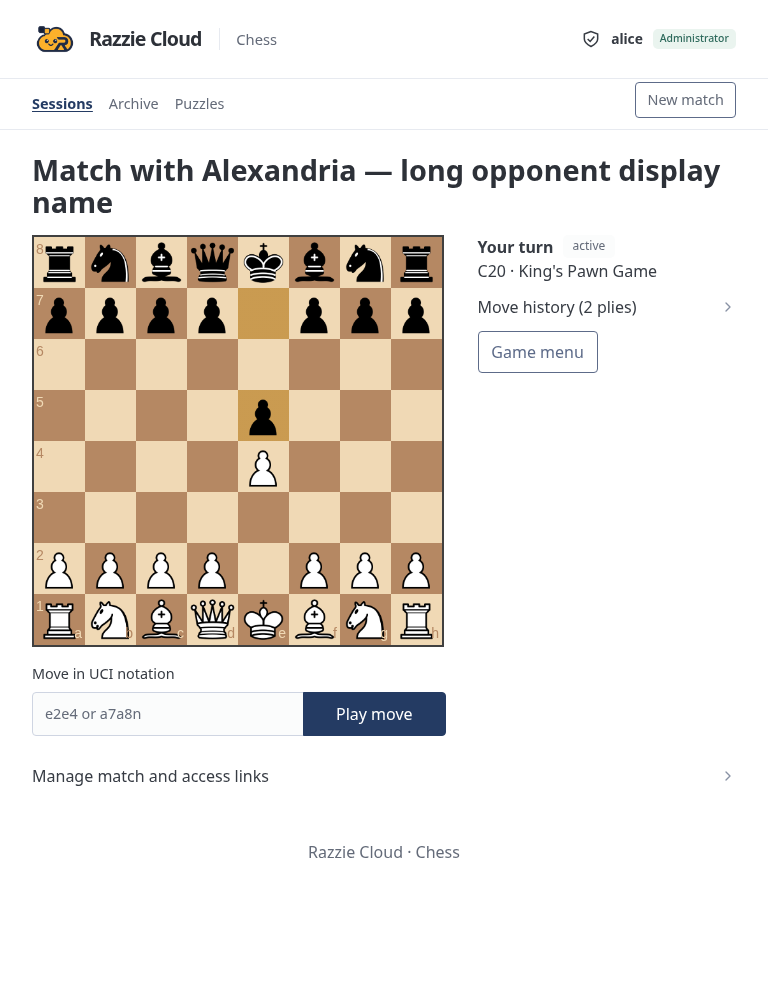 Razzie Cloud
Chess
alice
Administrator
Sessions
Archive
Puzzles
New match
Match with Alexandria — long opponent display
name
8
7
6
5
4
3
2
1
a
b
c
d
e
f
g
h
Your turn
active
C20 · King's Pawn Game
Move history (2 plies)
Game menu
Move in UCI notation
e2e4 or a7a8n
Play move
Manage match and access links
Razzie Cloud · Chess